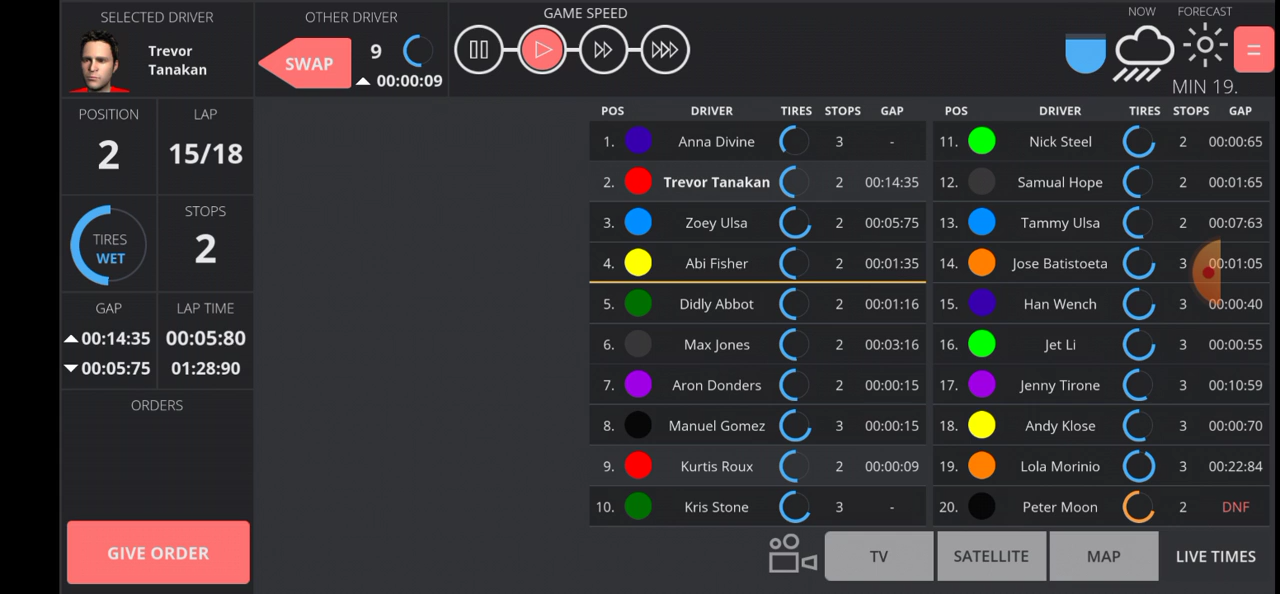 SELECTED DRIVER
Trevor
Tanakan
OTHER DRIVER
SWAP
9
00:00:09
GAME SPEED
NOW
FORECAST
MIN 19.
POSITION
2
LAP
15/18
TIRES
WET
STOPS
2
GAP
00:14:35
00:05:75
LAP TIME
00:05:80
01:28:90
ORDERS
GIVE ORDER
POS DRIVER TIRES STOPS GAP
1. Anna Divine 3 -
2. Trevor Tanakan 2 00:14:35
3. Zoey Ulsa 2 00:05:75
4. Abi Fisher 2 00:01:35
5. Didly Abbot 2 00:01:16
6. Max Jones 2 00:03:16
7. Aron Donders 2 00:00:15
8. Manuel Gomez 3 00:00:15
9. Kurtis Roux 2 00:00:09
10. Kris Stone 3 -
POS DRIVER TIRES STOPS GAP
11. Nick Steel 2 00:00:65
12. Samual Hope 2 00:01:65
13. Tammy Ulsa 2 00:07:63
14. Jose Batistoeta 3 00:01:05
15. Han Wench 3 00:00:40
16. Jet Li 3 00:00:55
17. Jenny Tirone 3 00:10:59
18. Andy Klose 3 00:00:70
19. Lola Morinio 3 00:22:84
20. Peter Moon 2 DNF
TV
SATELLITE
MAP
LIVE TIMES